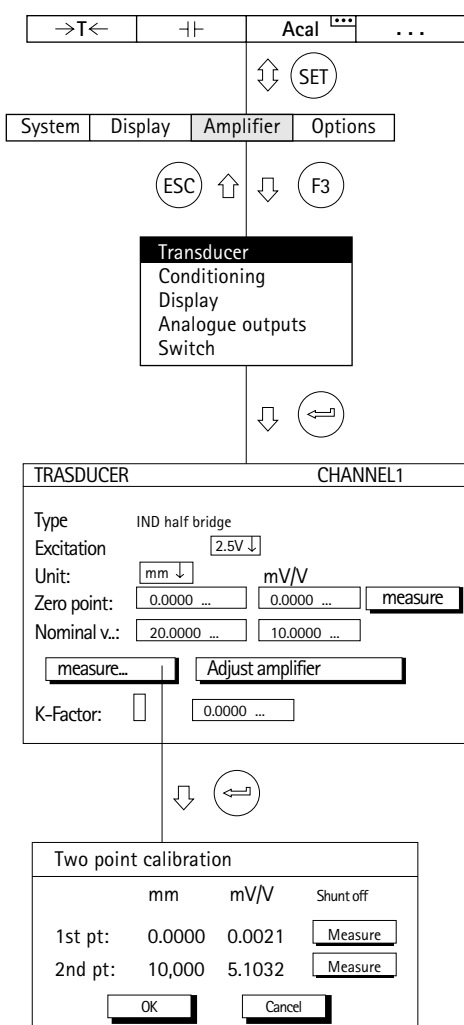 →T← ⊣⊢ Acal ...
SET
System Display Amplifier Options
ESC F3
Transducer
Conditioning
Display
Analogue outputs
Switch
TRASDUCER CHANNEL1
Type IND half bridge
Excitation 2.5V ↓
Unit: mm ↓ mV/V
Zero point: 0.0000 ... 0.0000 ... measure
Nominal v..: 20.0000 ... 10.0000 ...
measure... Adjust amplifier
K-Factor: 0.0000 ...
Two point calibration
mm mV/V Shunt off
1st pt: 0.0000 0.0021 Measure
2nd pt: 10,000 5.1032 Measure
OK Cancel